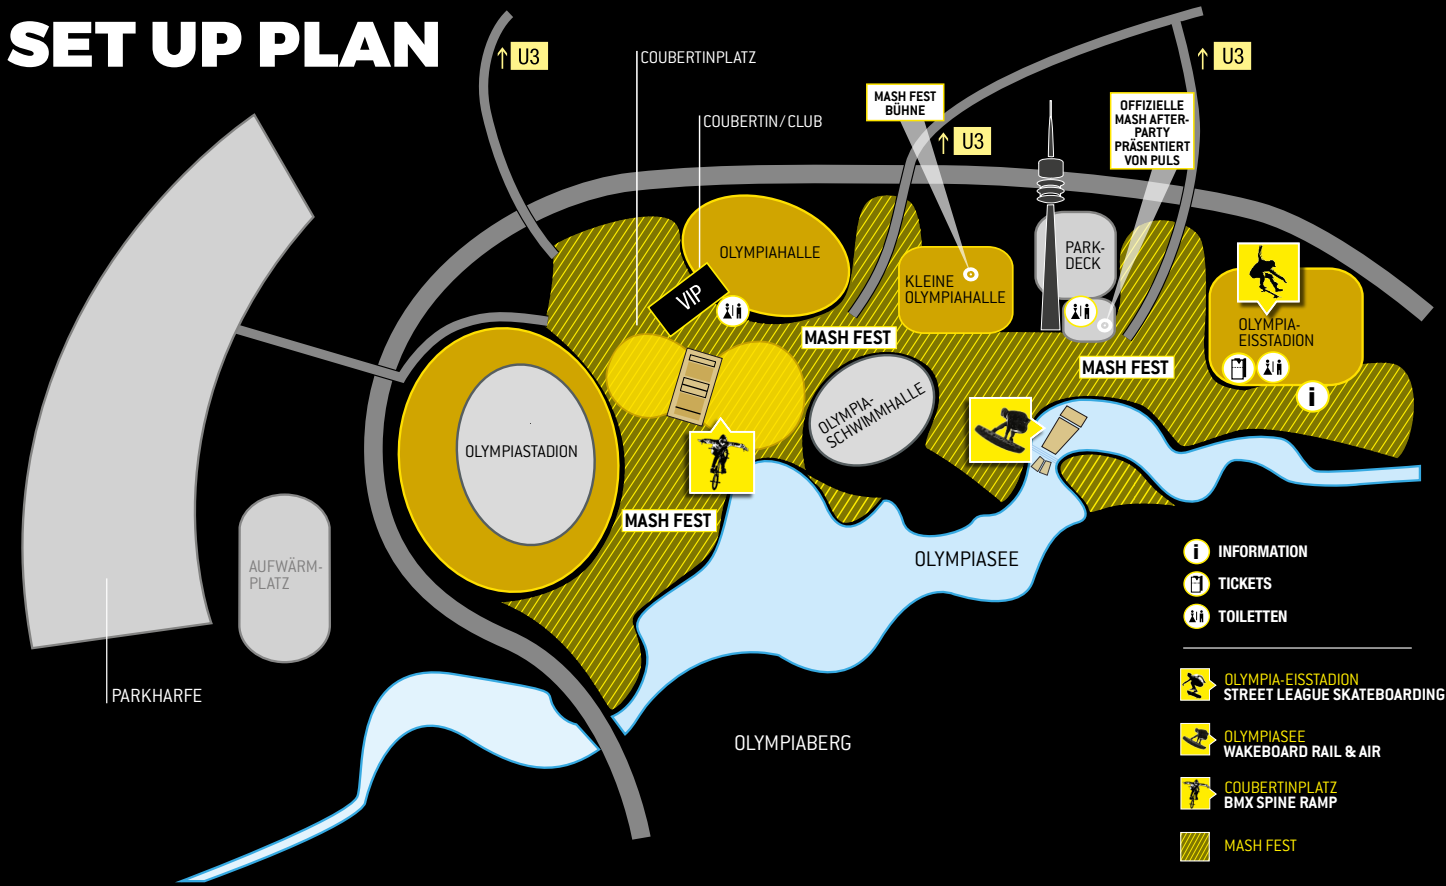 SET UP PLAN
↑ U3
COUBERTINPLATZ
COUBERTIN/CLUB
MASH FEST
BÜHNE
↑ U3
OFFIZIELLE
MASH AFTER-
PARTY
PRÄSENTIERT
VON PULS
↑ U3
OLYMPIAHALLE
VIP
KLEINE
OLYMPIAHALLE
PARK-
DECK
OLYMPIA-
EISSTADION
i
MASH FEST
MASH FEST
OLYMPIA-
SCHWIMMHALLE
OLYMPIASTADION
MASH FEST
AUFWÄRM-
PLATZ
OLYMPIASEE
PARKHARFE
OLYMPIABERG
i INFORMATION
TICKETS
TOILETTEN
OLYMPIA-EISSTADION
STREET LEAGUE SKATEBOARDING
OLYMPIASEE
WAKEBOARD RAIL & AIR
COUBERTINPLATZ
BMX SPINE RAMP
MASH FEST